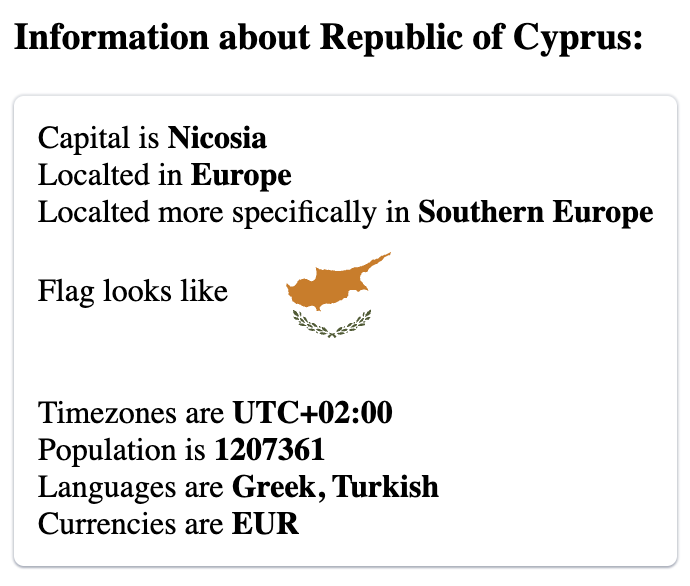 Information about Republic of Cyprus:
Capital is Nicosia
Localted in Europe
Localted more specifically in Southern Europe
Flag looks like
Timezones are UTC+02:00
Population is 1207361
Languages are Greek, Turkish
Currencies are EUR